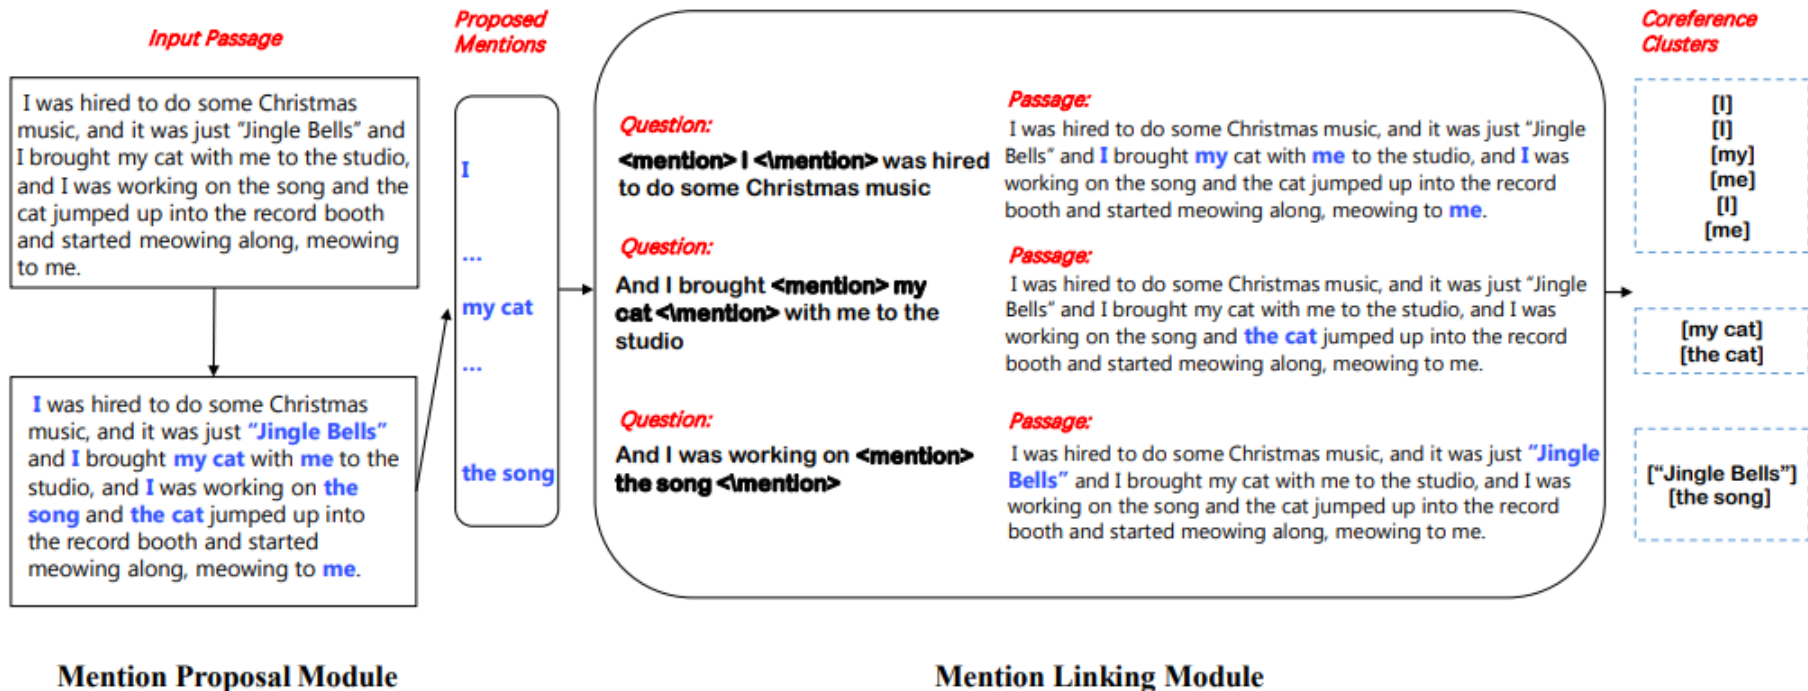 Input Passage
I was hired to do some Christmas
music, and it was just “Jingle Bells” and
I brought my cat with me to the studio,
and I was working on the song and the
cat jumped up into the record booth
and started meowing along, meowing
to me.
I was hired to do some Christmas
music, and it was just “Jingle Bells”
and I brought my cat with me to the
studio, and I was working on the
song and the cat jumped up into
the record booth and started
meowing along, meowing to me.
Mention Proposal Module
Proposed
Mentions
I
...
my cat
...
the song
Question:
<mention> I <\mention> was hired
to do some Christmas music
Passage:
I was hired to do some Christmas music, and it was just “Jingle
Bells” and I brought my cat with me to the studio, and I was
working on the song and the cat jumped up into the record
booth and started meowing along, meowing to me.
Question:
And I brought <mention> my
cat <\mention> with me to the
studio
Passage:
I was hired to do some Christmas music, and it was just “Jingle
Bells” and I brought my cat with me to the studio, and I was
working on the song and the cat jumped up into the record
booth and started meowing along, meowing to me.
Question:
And I was working on <mention>
the song <\mention>
Passage:
I was hired to do some Christmas music, and it was just “Jingle
Bells” and I brought my cat with me to the studio, and I was
working on the song and the cat jumped up into the record
booth and started meowing along, meowing to me.
Mention Linking Module
Coreference
Clusters
[I]
[I]
[my]
[me]
[I]
[me]
[my cat]
[the cat]
[“Jingle Bells”]
[the song]